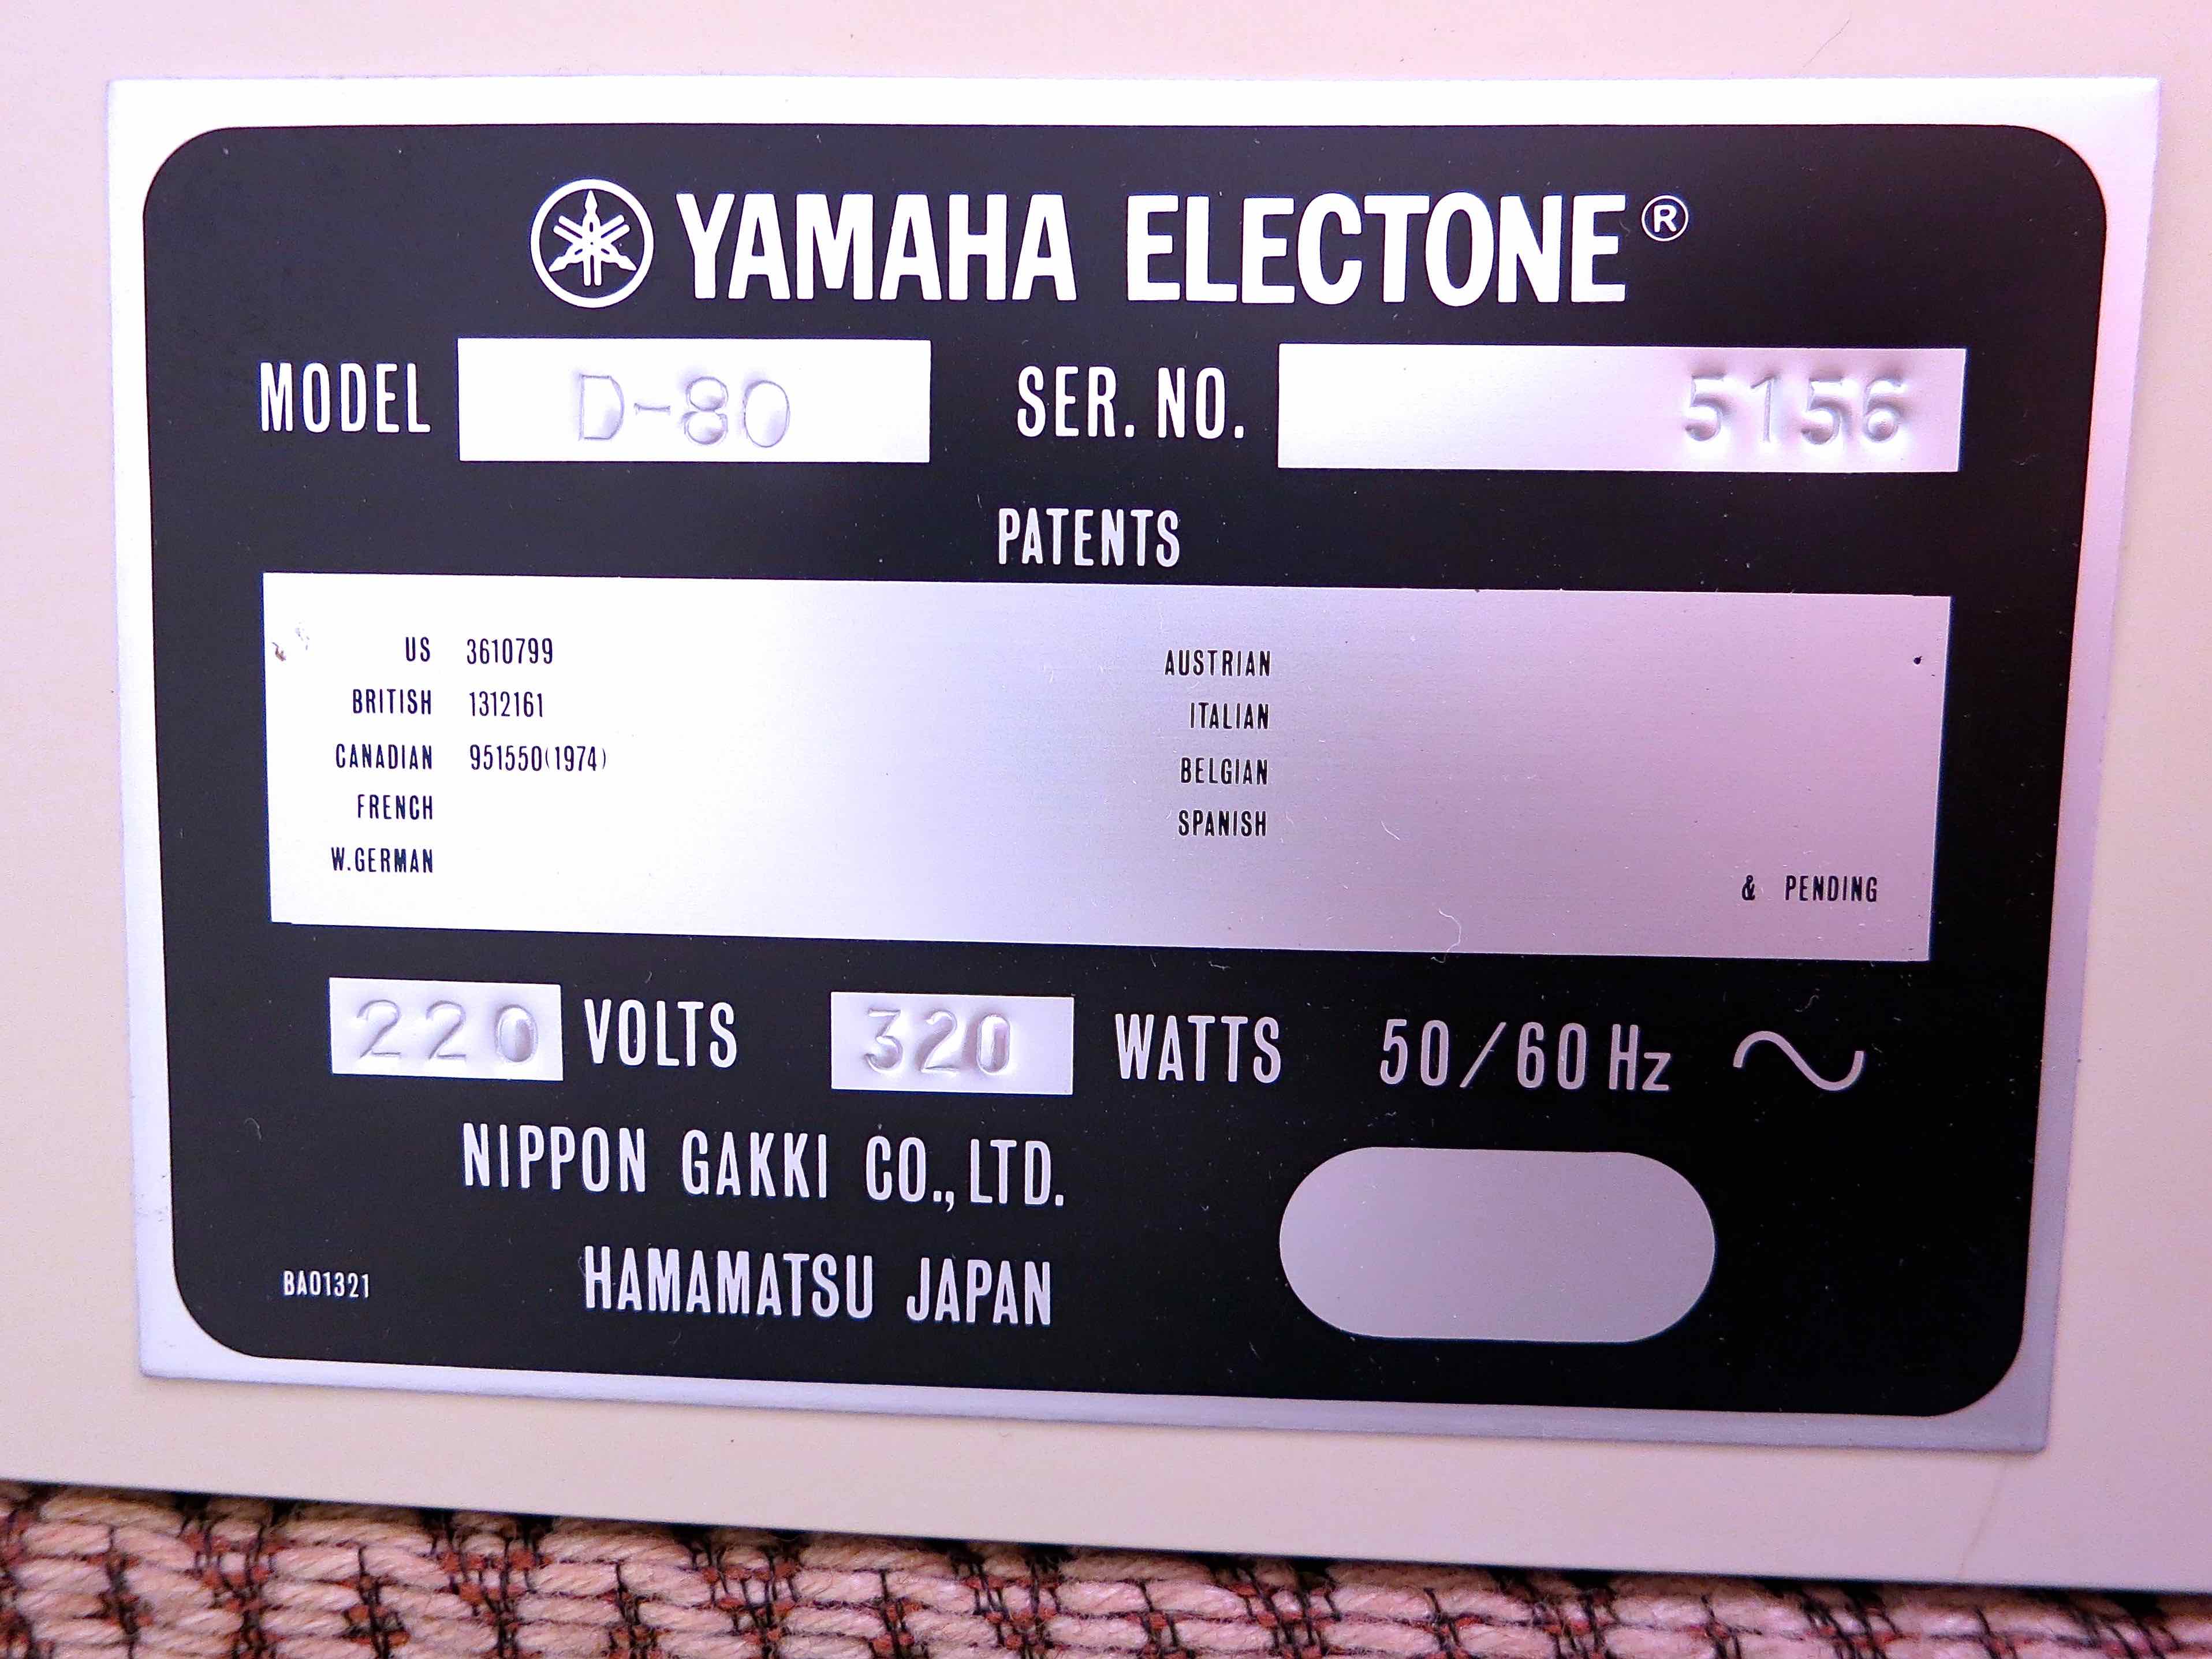 YAMAHA ELECTONE®
MODEL D-80 SER. NO. 5156
PATENTS
US 3610799
BRITISH 1312161
CANADIAN 951550(1974)
FRENCH
W.GERMAN
AUSTRIAN
ITALIAN
BELGIAN
SPANISH
& PENDING
220 VOLTS 320 WATTS 50/60 Hz ~
NIPPON GAKKI CO., LTD.
HAMAMATSU JAPAN
BA01321